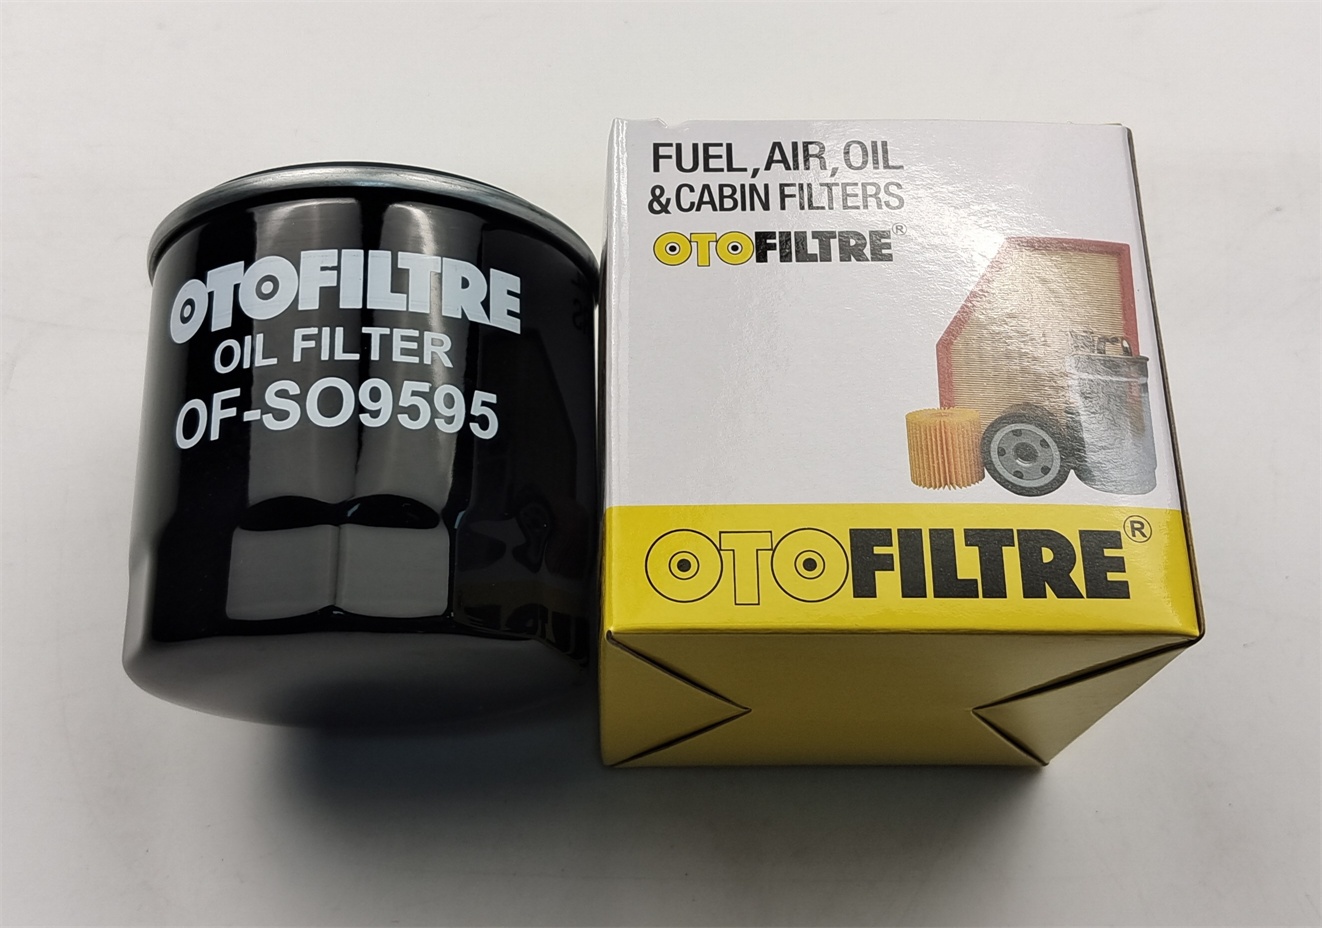 OTOFILTRE
OIL FILTER
OF-SO9595
FUEL, AIR, OIL
& CABIN FILTERS
OTOFILTRE®
OTOFILTRE®